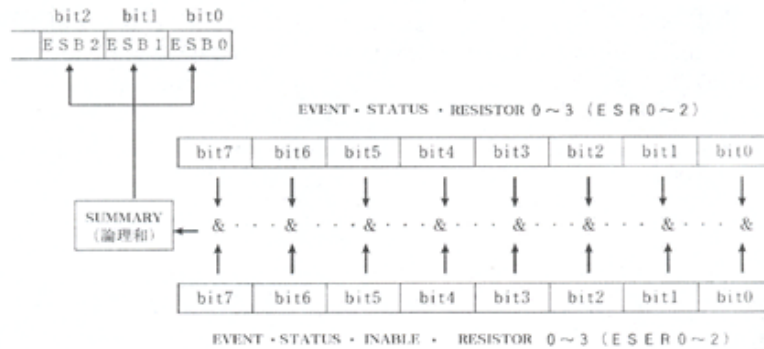 bit2 bit1 bit0
ESB2 ESB1 ESB0
EVENT・STATUS・RESISTOR 0～3 (ESR0～2)
bit7 bit6 bit5 bit4 bit3 bit2 bit1 bit0
SUMMARY
(論理和)
&・・・・&・・・・&・・・・&・・・・&・・・・&・・・・&・・・・&
bit7 bit6 bit5 bit4 bit3 bit2 bit1 bit0
EVENT・STATUS・INABLE・ RESISTOR 0～3 (ESER0～2)